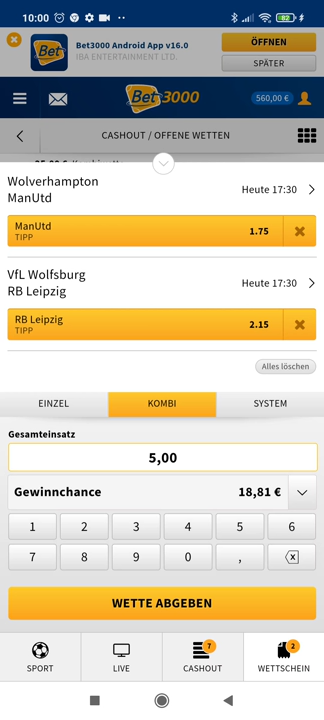 10:00
82
Bet
Bet3000 Android App v16.0
IBA ENTERTAINMENT LTD.
ÖFFNEN
SPÄTER
Bet 3000
560,00 €
CASHOUT / OFFENE WETTEN
Wolverhampton
ManUtd
Heute 17:30
ManUtd
TIPP
1.75
VfL Wolfsburg
RB Leipzig
Heute 17:30
RB Leipzig
TIPP
2.15
Alles löschen
EINZEL KOMBI SYSTEM
Gesamteinsatz
5,00
Gewinnchance 18,81 €
1 2 3 4 5 6
7 8 9 0 ,
WETTE ABGEBEN
7 2
SPORT LIVE CASHOUT WETTSCHEIN